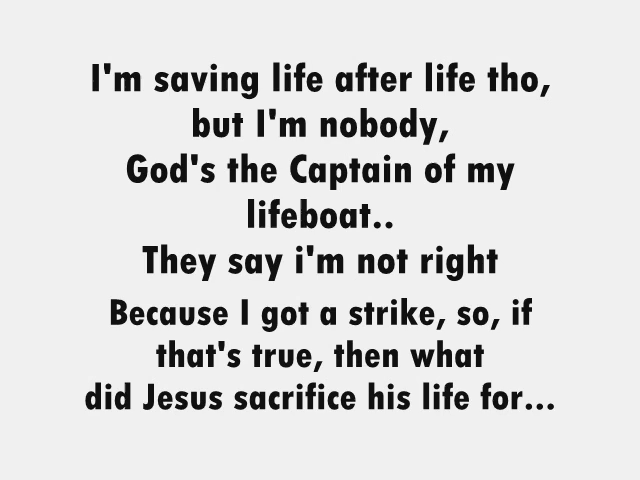 I'm saving life after life tho,
but I'm nobody,
God's the Captain of my
lifeboat..
They say i'm not right
Because I got a strike, so, if
that's true, then what
did Jesus sacrifice his life for...